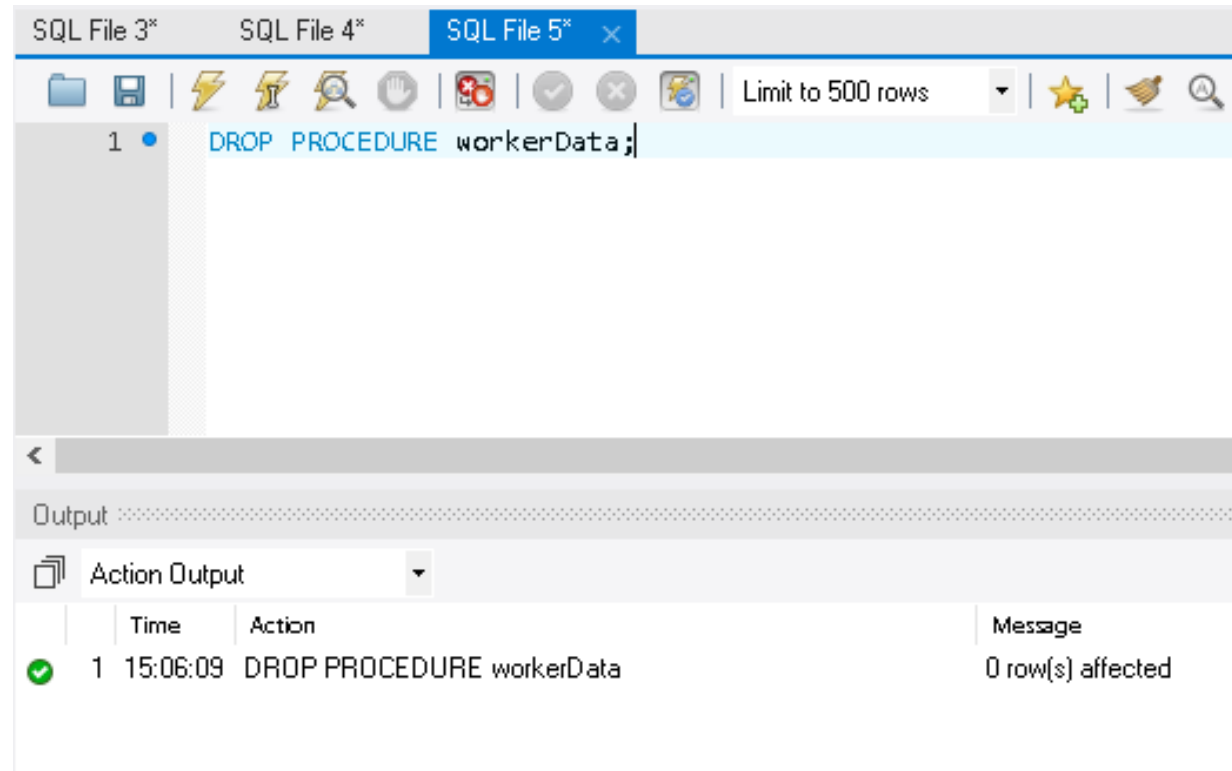 SQL File 3* SQL File 4* SQL File 5*
Limit to 500 rows
1 DROP PROCEDURE workerData;
Output
Action Output
Time Action Message
1 15:06:09 DROP PROCEDURE workerData 0 row(s) affected